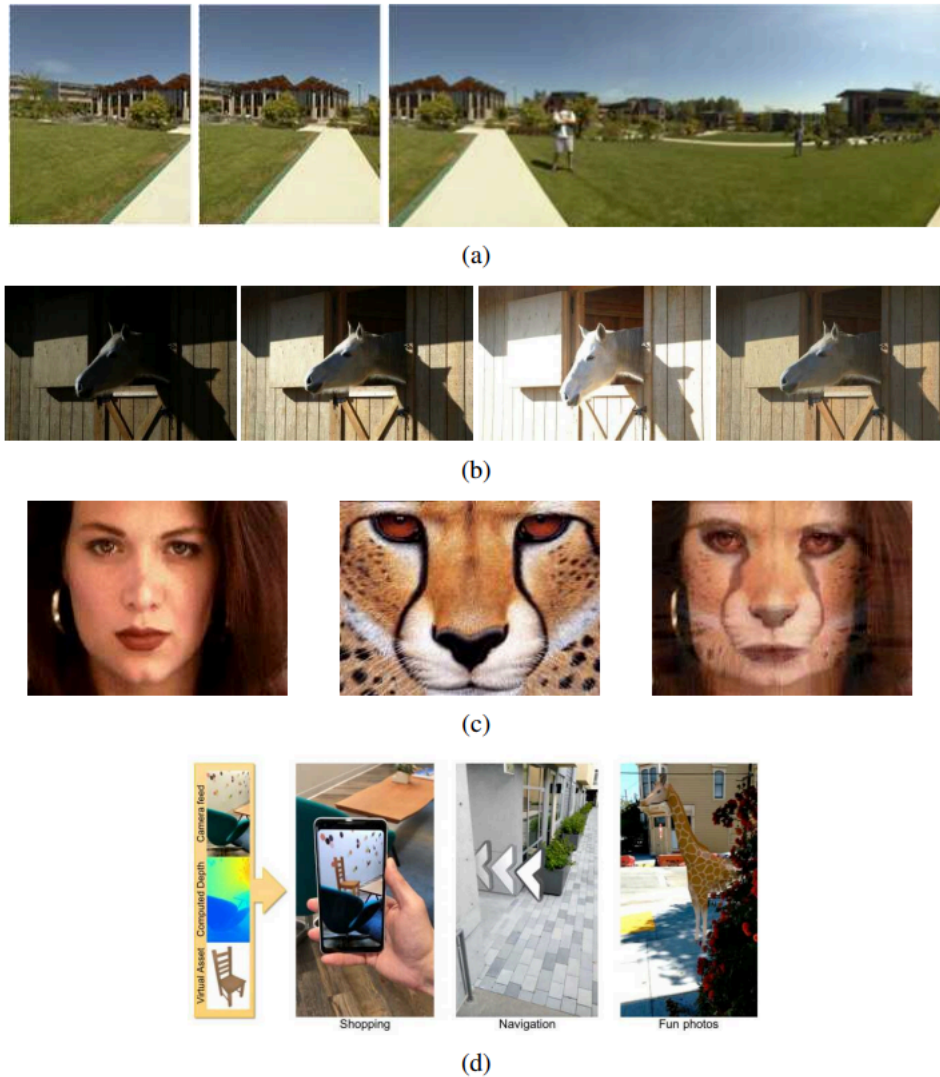 (a)
(b)
(c)
Camera feed
Computed Depth
Virtual Asset
Shopping
Navigation
Fun photos
(d)